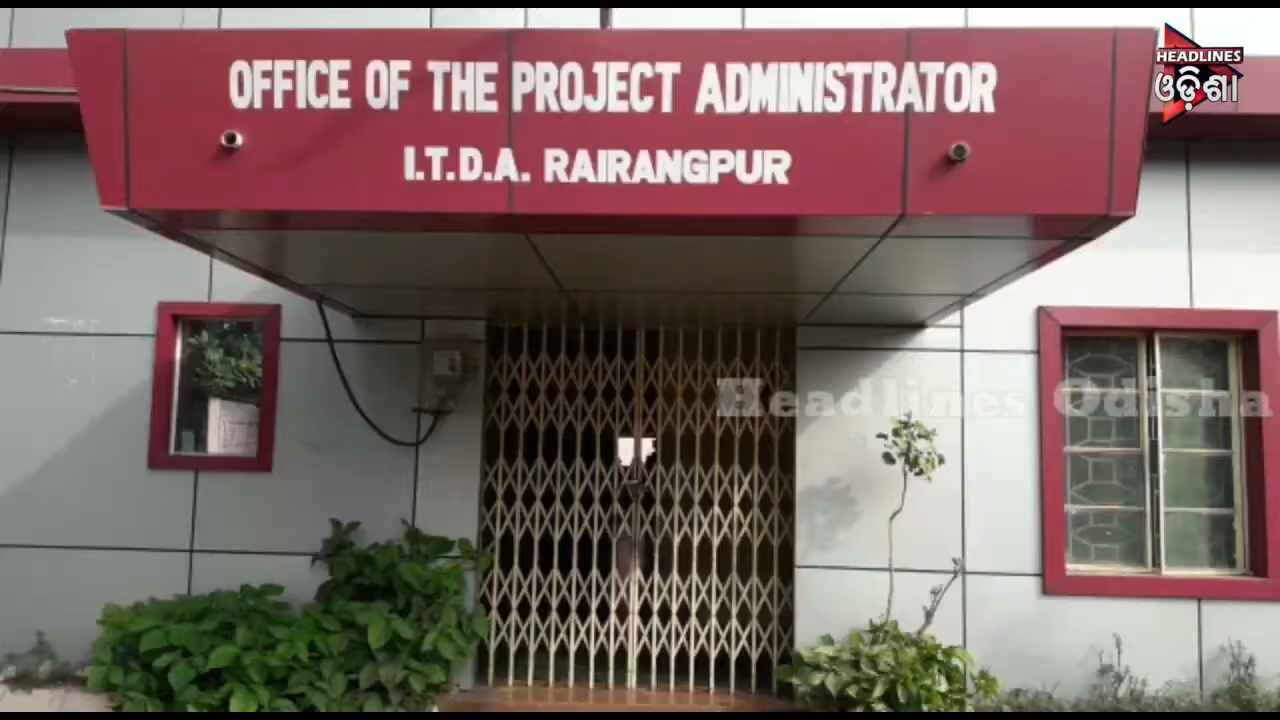 OFFICE OF THE PROJECT ADMINISTRATOR
I.T.D.A. RAIRANGPUR
HEADLINES
ଓଡ଼ିଶା
Headlines Odisha